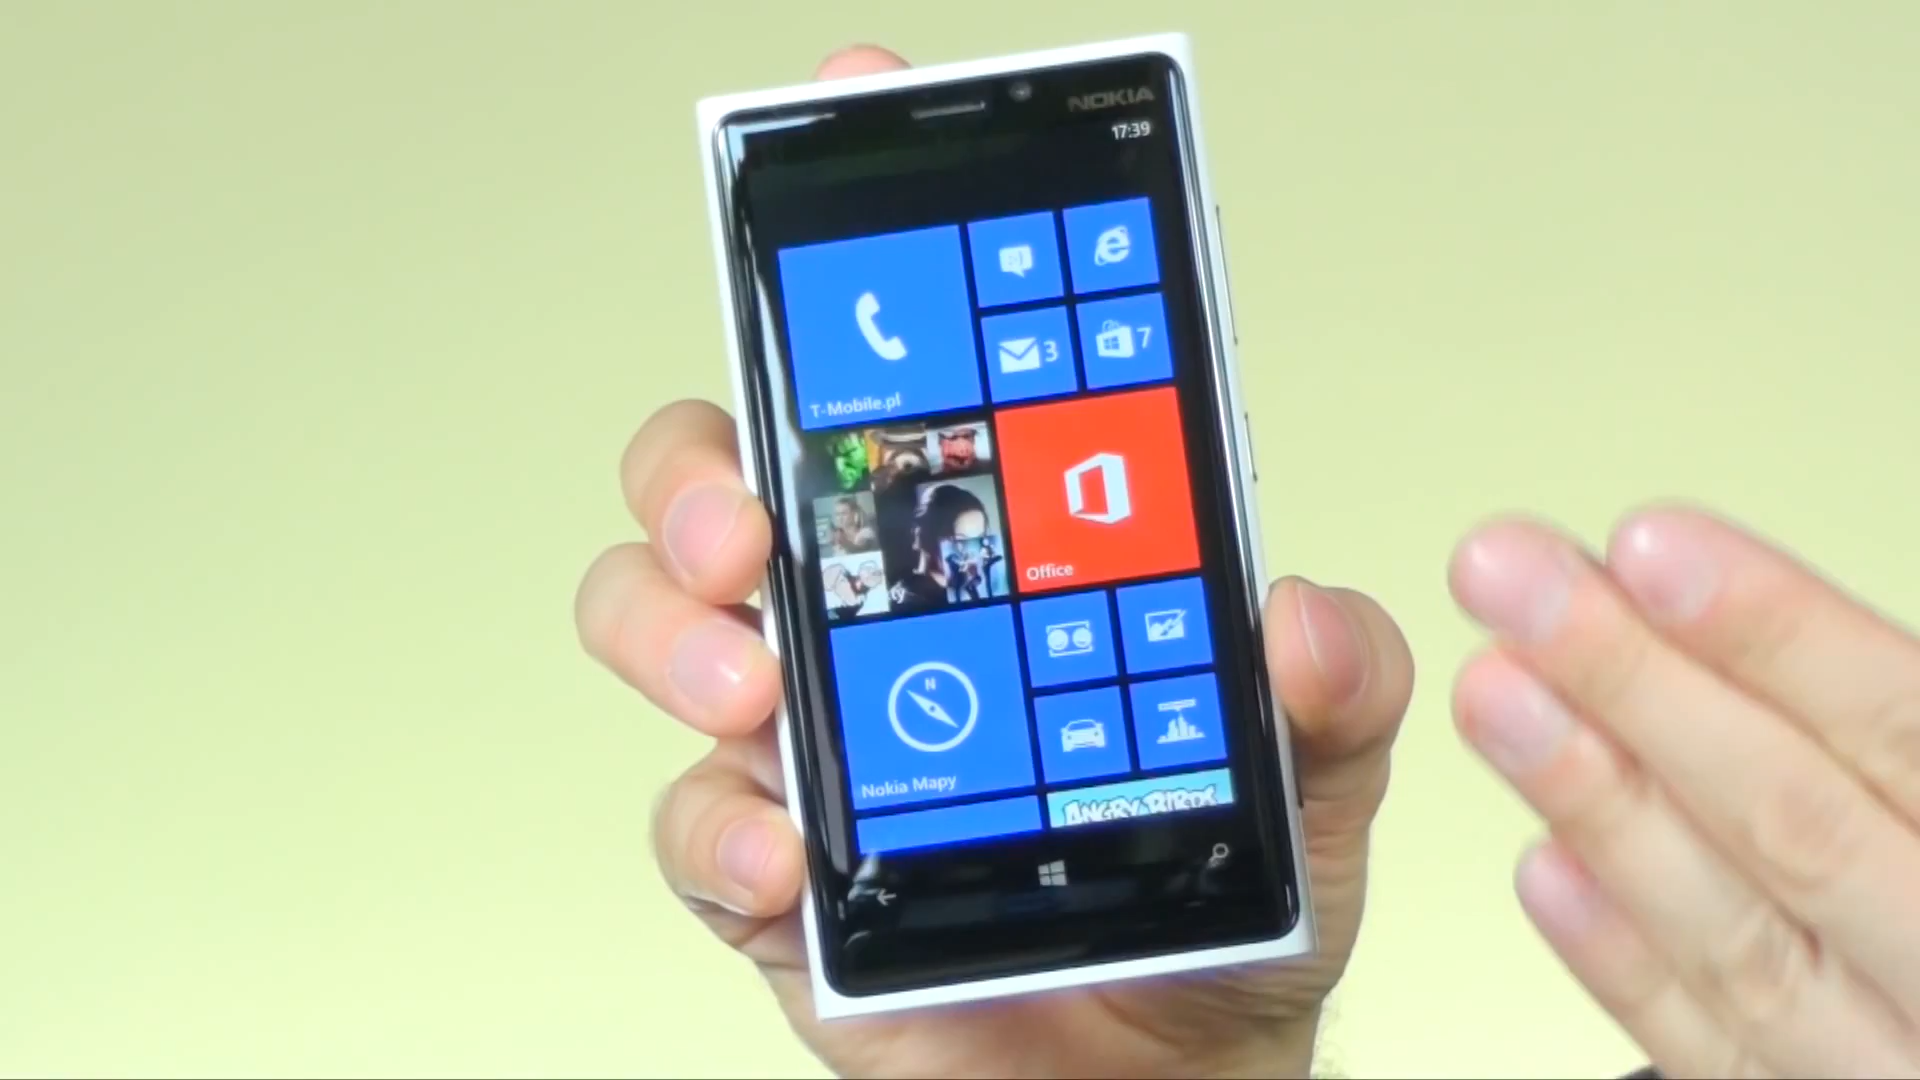 NOKIA
17:39
3
7
T-Mobile.pl
Office
N
Nokia Mapy
ANGRY BIRDS